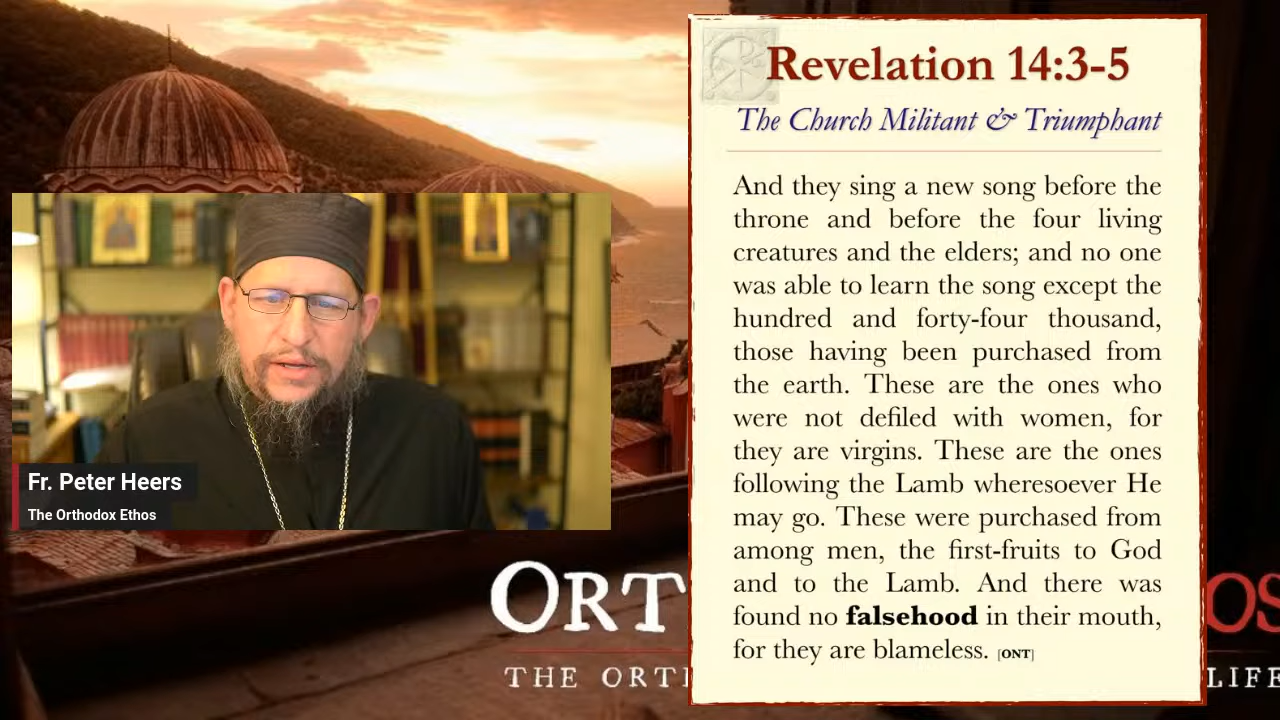 Revelation 14:3-5
The Church Militant & Triumphant
And they sing a new song before the
throne and before the four living
creatures and the elders; and no one
was able to learn the song except the
hundred and forty-four thousand,
those having been purchased from
the earth. These are the ones who
were not defiled with women, for
they are virgins. These are the ones
following the Lamb wheresoever He
may go. These were purchased from
among men, the first-fruits to God
and to the Lamb. And there was
found no falsehood in their mouth,
for they are blameless. [ONT]
Fr. Peter Heers
The Orthodox Ethos
ORT
OS
THE ORT
LIFE